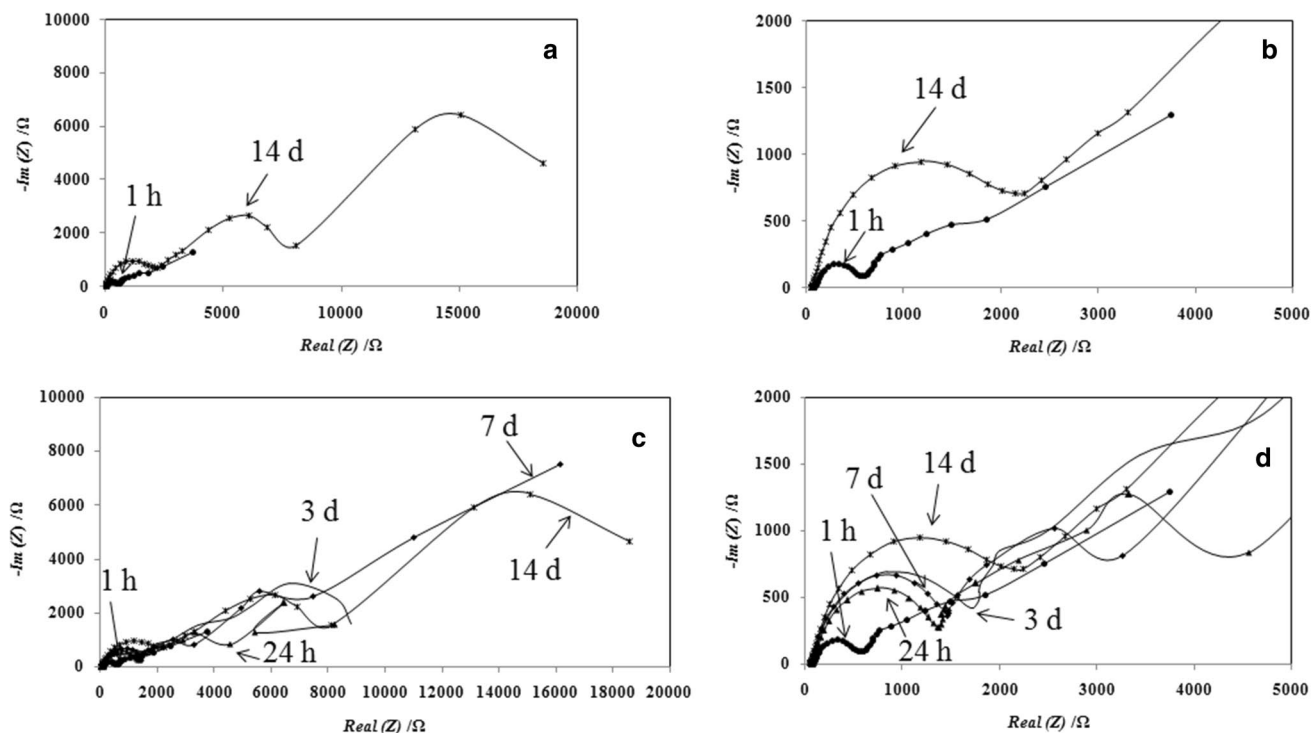 a
10000
8000
6000
4000
2000
0
-Im (Z) /Ω
1 h
14 d
0
5000
10000
15000
20000
Real (Z) /Ω
b
2000
1500
1000
500
0
-Im (Z) /Ω
14 d
1 h
0
1000
2000
3000
4000
5000
Real (Z) /Ω
c
10000
8000
6000
4000
2000
0
-Im (Z) /Ω
7 d
3 d
14 d
1 h
24 h
0
2000
4000
6000
8000
10000
12000
14000
16000
18000
20000
Real (Z) /Ω
d
2000
1500
1000
500
0
-Im (Z) /Ω
14 d
7 d
1 h
3 d
24 h
0
1000
2000
3000
4000
5000
Real (Z) /Ω